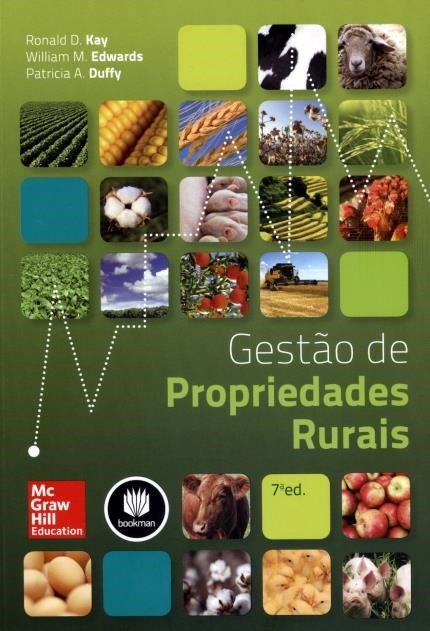 Ronald D. Kay
William M. Edwards
Patricia A. Duffy
Gestão de
Propriedades
Rurais
Mc
Graw
Hill
Education
bookman
7ªed.